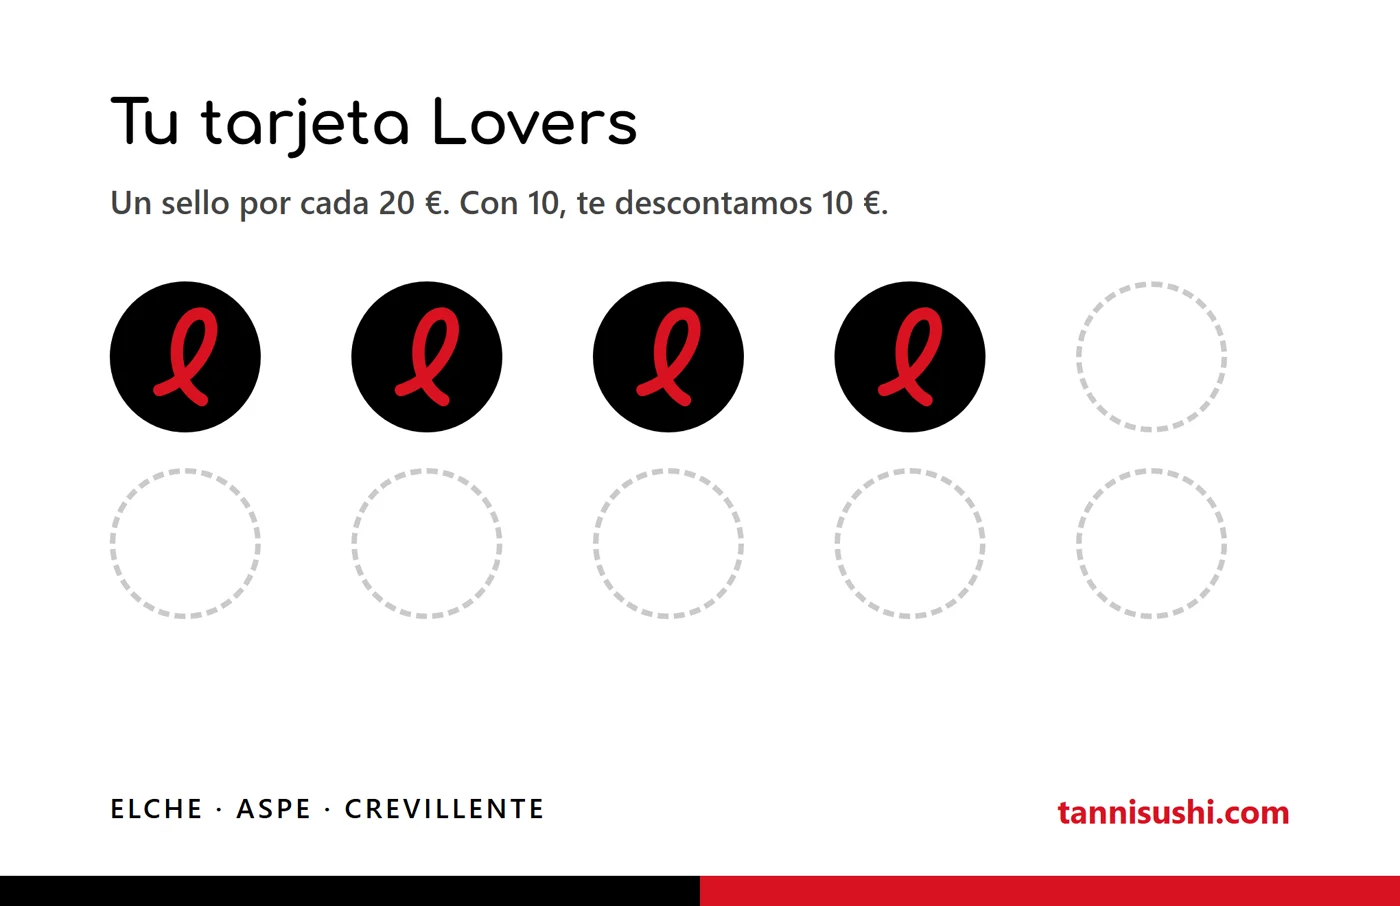 Tu tarjeta Lovers
Un sello por cada 20 €. Con 10, te descontamos 10 €.
ELCHE · ASPE · CREVILLENTE
tannisushi.com